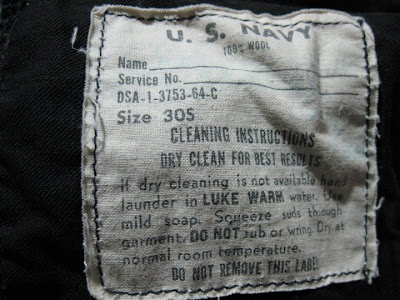 U. S. NAVY
100% WOOL
Name
Service No.
DSA-1-3753-64-C
Size 30S
CLEANING INSTRUCTIONS
DRY CLEAN FOR BEST RESULTS
If dry cleaning is not available hand
launder in LUKE WARM water. Use
mild soap. Squeeze suds though
garment. DO NOT rub or wring. Dry at
normal room temperature.
DO NOT REMOVE THIS LABEL